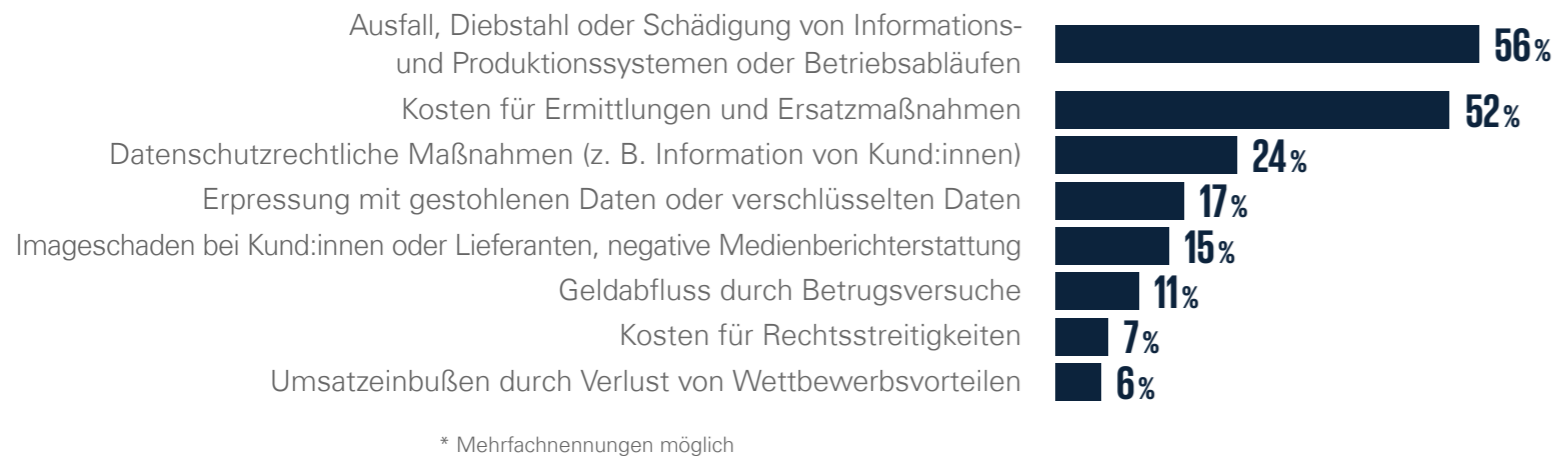 Ausfall, Diebstahl oder Schädigung von Informations-
und Produktionssystemen oder Betriebsabläufen 56%
Kosten für Ermittlungen und Ersatzmaßnahmen 52%
Datenschutzrechtliche Maßnahmen (z. B. Information von Kund:innen) 24%
Erpressung mit gestohlenen Daten oder verschlüsselten Daten 17%
Imageschaden bei Kund:innen oder Lieferanten, negative Medienberichterstattung 15%
Geldabfluss durch Betrugsversuche 11%
Kosten für Rechtsstreitigkeiten 7%
Umsatzeinbußen durch Verlust von Wettbewerbsvorteilen 6%
* Mehrfachnennungen möglich